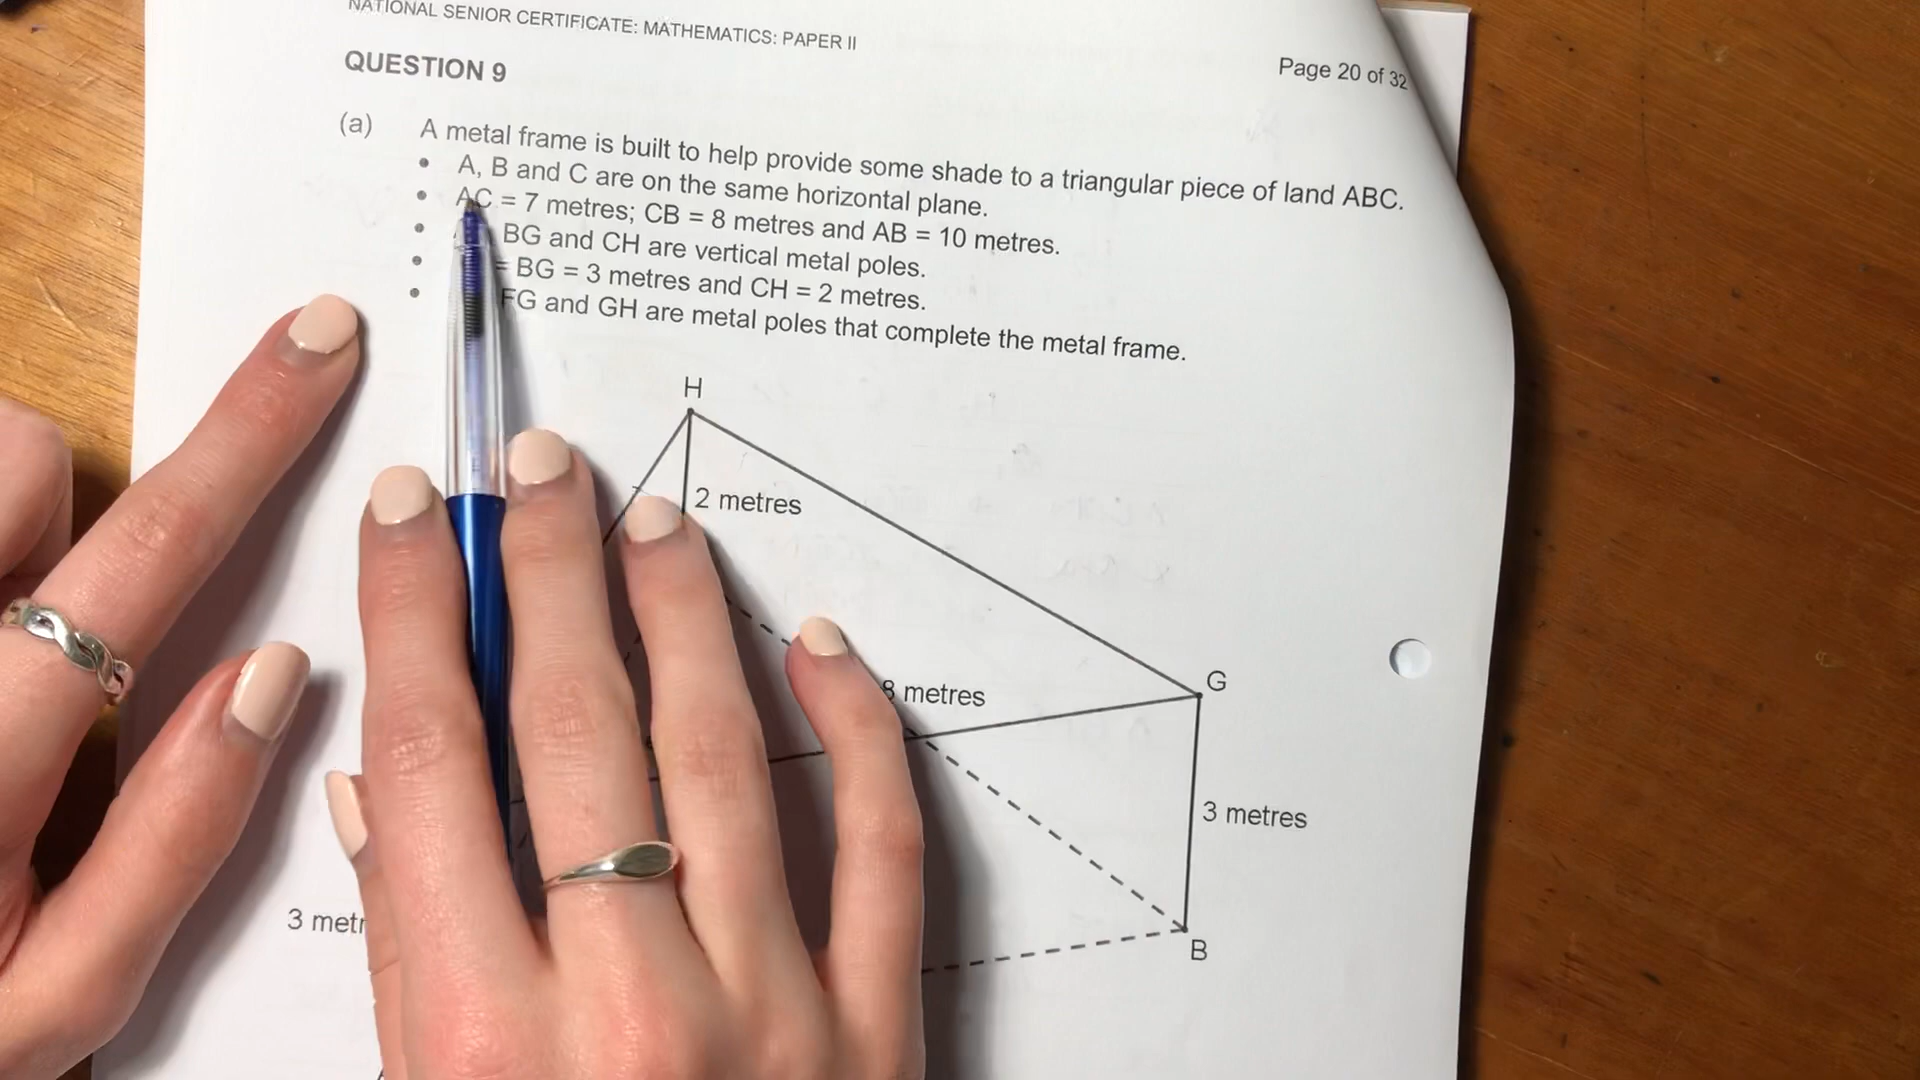 NATIONAL SENIOR CERTIFICATE: MATHEMATICS: PAPER II
Page 20 of 32
QUESTION 9
(a) A metal frame is built to help provide some shade to a triangular piece of land ABC.
• A, B and C are on the same horizontal plane.
• AC = 7 metres; CB = 8 metres and AB = 10 metres.
• BG and CH are vertical metal poles.
• = BG = 3 metres and CH = 2 metres.
• FG and GH are metal poles that complete the metal frame.
H
2 metres
8 metres
G
3 metres
3 metr
B